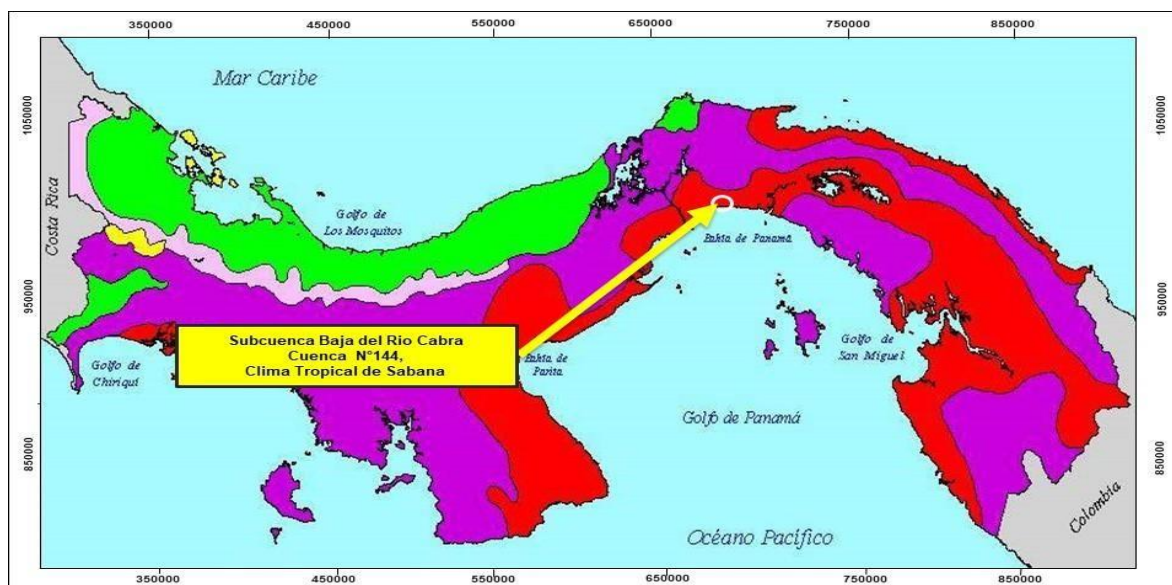 350000 450000 550000 650000 750000 850000
Mar Caribe
1050000
1050000
Costa Rica
Golfo de
Los Mosquitos
Bahia de Panamá
950000
950000
Subcuenca Baja del Rio Cabra
Cuenca N°144,
Clima Tropical de Sabana
Golfo de
Chiriquí
Bahia de
Parita
Golfo de
San Miguel
Golfo de Panamá
850000
850000
Colombia
Océano Pacífico
350000 450000 550000 650000 750000 850000